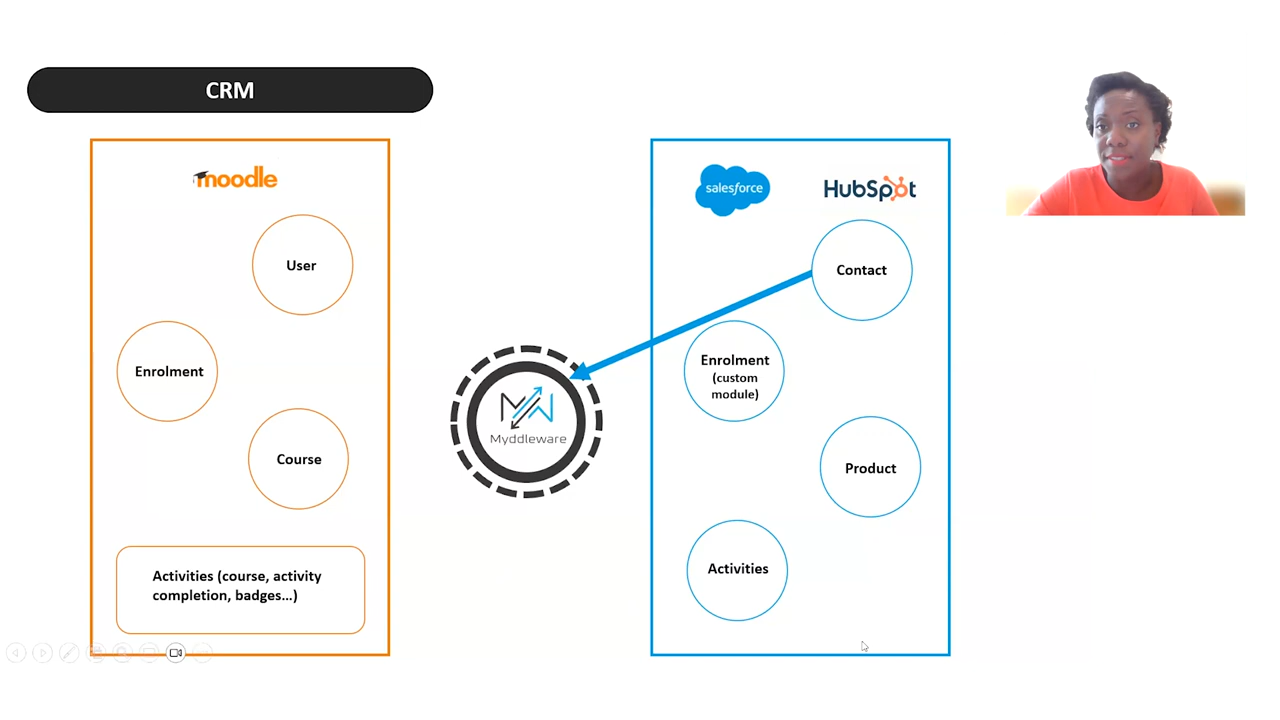 CRM
moodle
User
Enrolment
Course
Activities (course, activity
completion, badges...)
Myddleware
salesforce
HubSpot
Contact
Enrolment
(custom
module)
Product
Activities